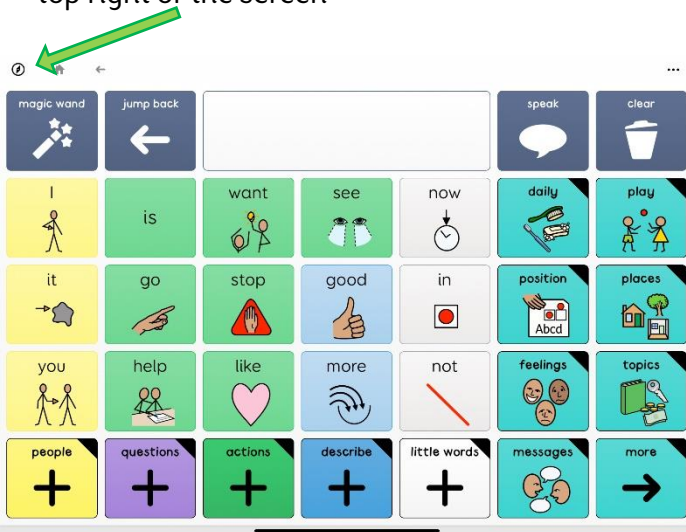 top right of the screen
magic wand
jump back
speak
clear
I
is
want
see
now
daily
play
it
go
stop
good
in
position
Abcd
places
you
help
like
more
not
feelings
topics
people
questions
actions
describe
little words
messages
more